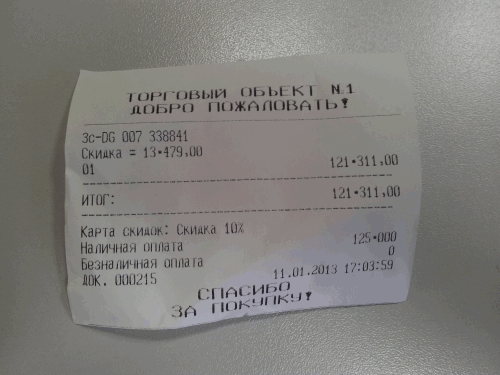 ТОРГОВЫЙ ОБЪЕКТ N.1
ДОБРО ПОЖАЛОВАТЬ!
3с-DG 007 338841
Скидка = 13•479,00
01 121•311,00
ИТОГ: 121•311,00
Карта скидок: Скидка 10%
Наличная оплата 125•000
Безналичная оплата 0
ДОК. 000215 11.01.2013 17:03:59
СПАСИБО
ЗА ПОКУПКУ!